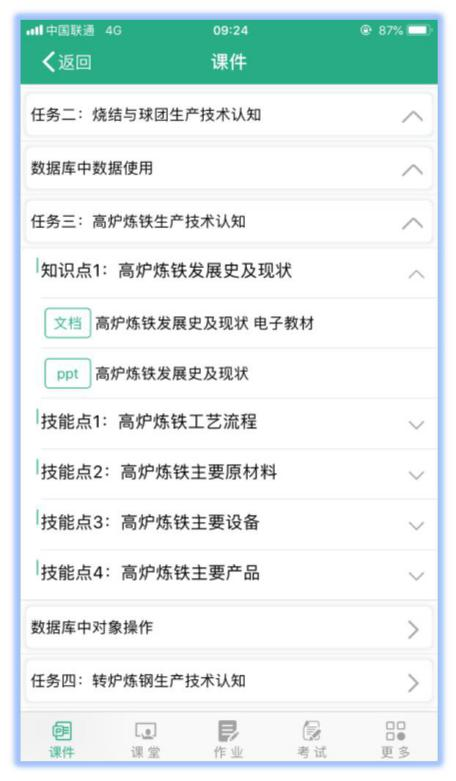 中国联通 4G 09:24 87%
返回 课件
任务二：烧结与球团生产技术认知
数据库中数据使用
任务三：高炉炼铁生产技术认知
知识点1：高炉炼铁发展史及现状
文档 高炉炼铁发展史及现状 电子教材
ppt 高炉炼铁发展史及现状
技能点1：高炉炼铁工艺流程
技能点2：高炉炼铁主要原材料
技能点3：高炉炼铁主要设备
技能点4：高炉炼铁主要产品
数据库中对象操作
任务四：转炉炼钢生产技术认知
课件 课堂 作业 考试 更多